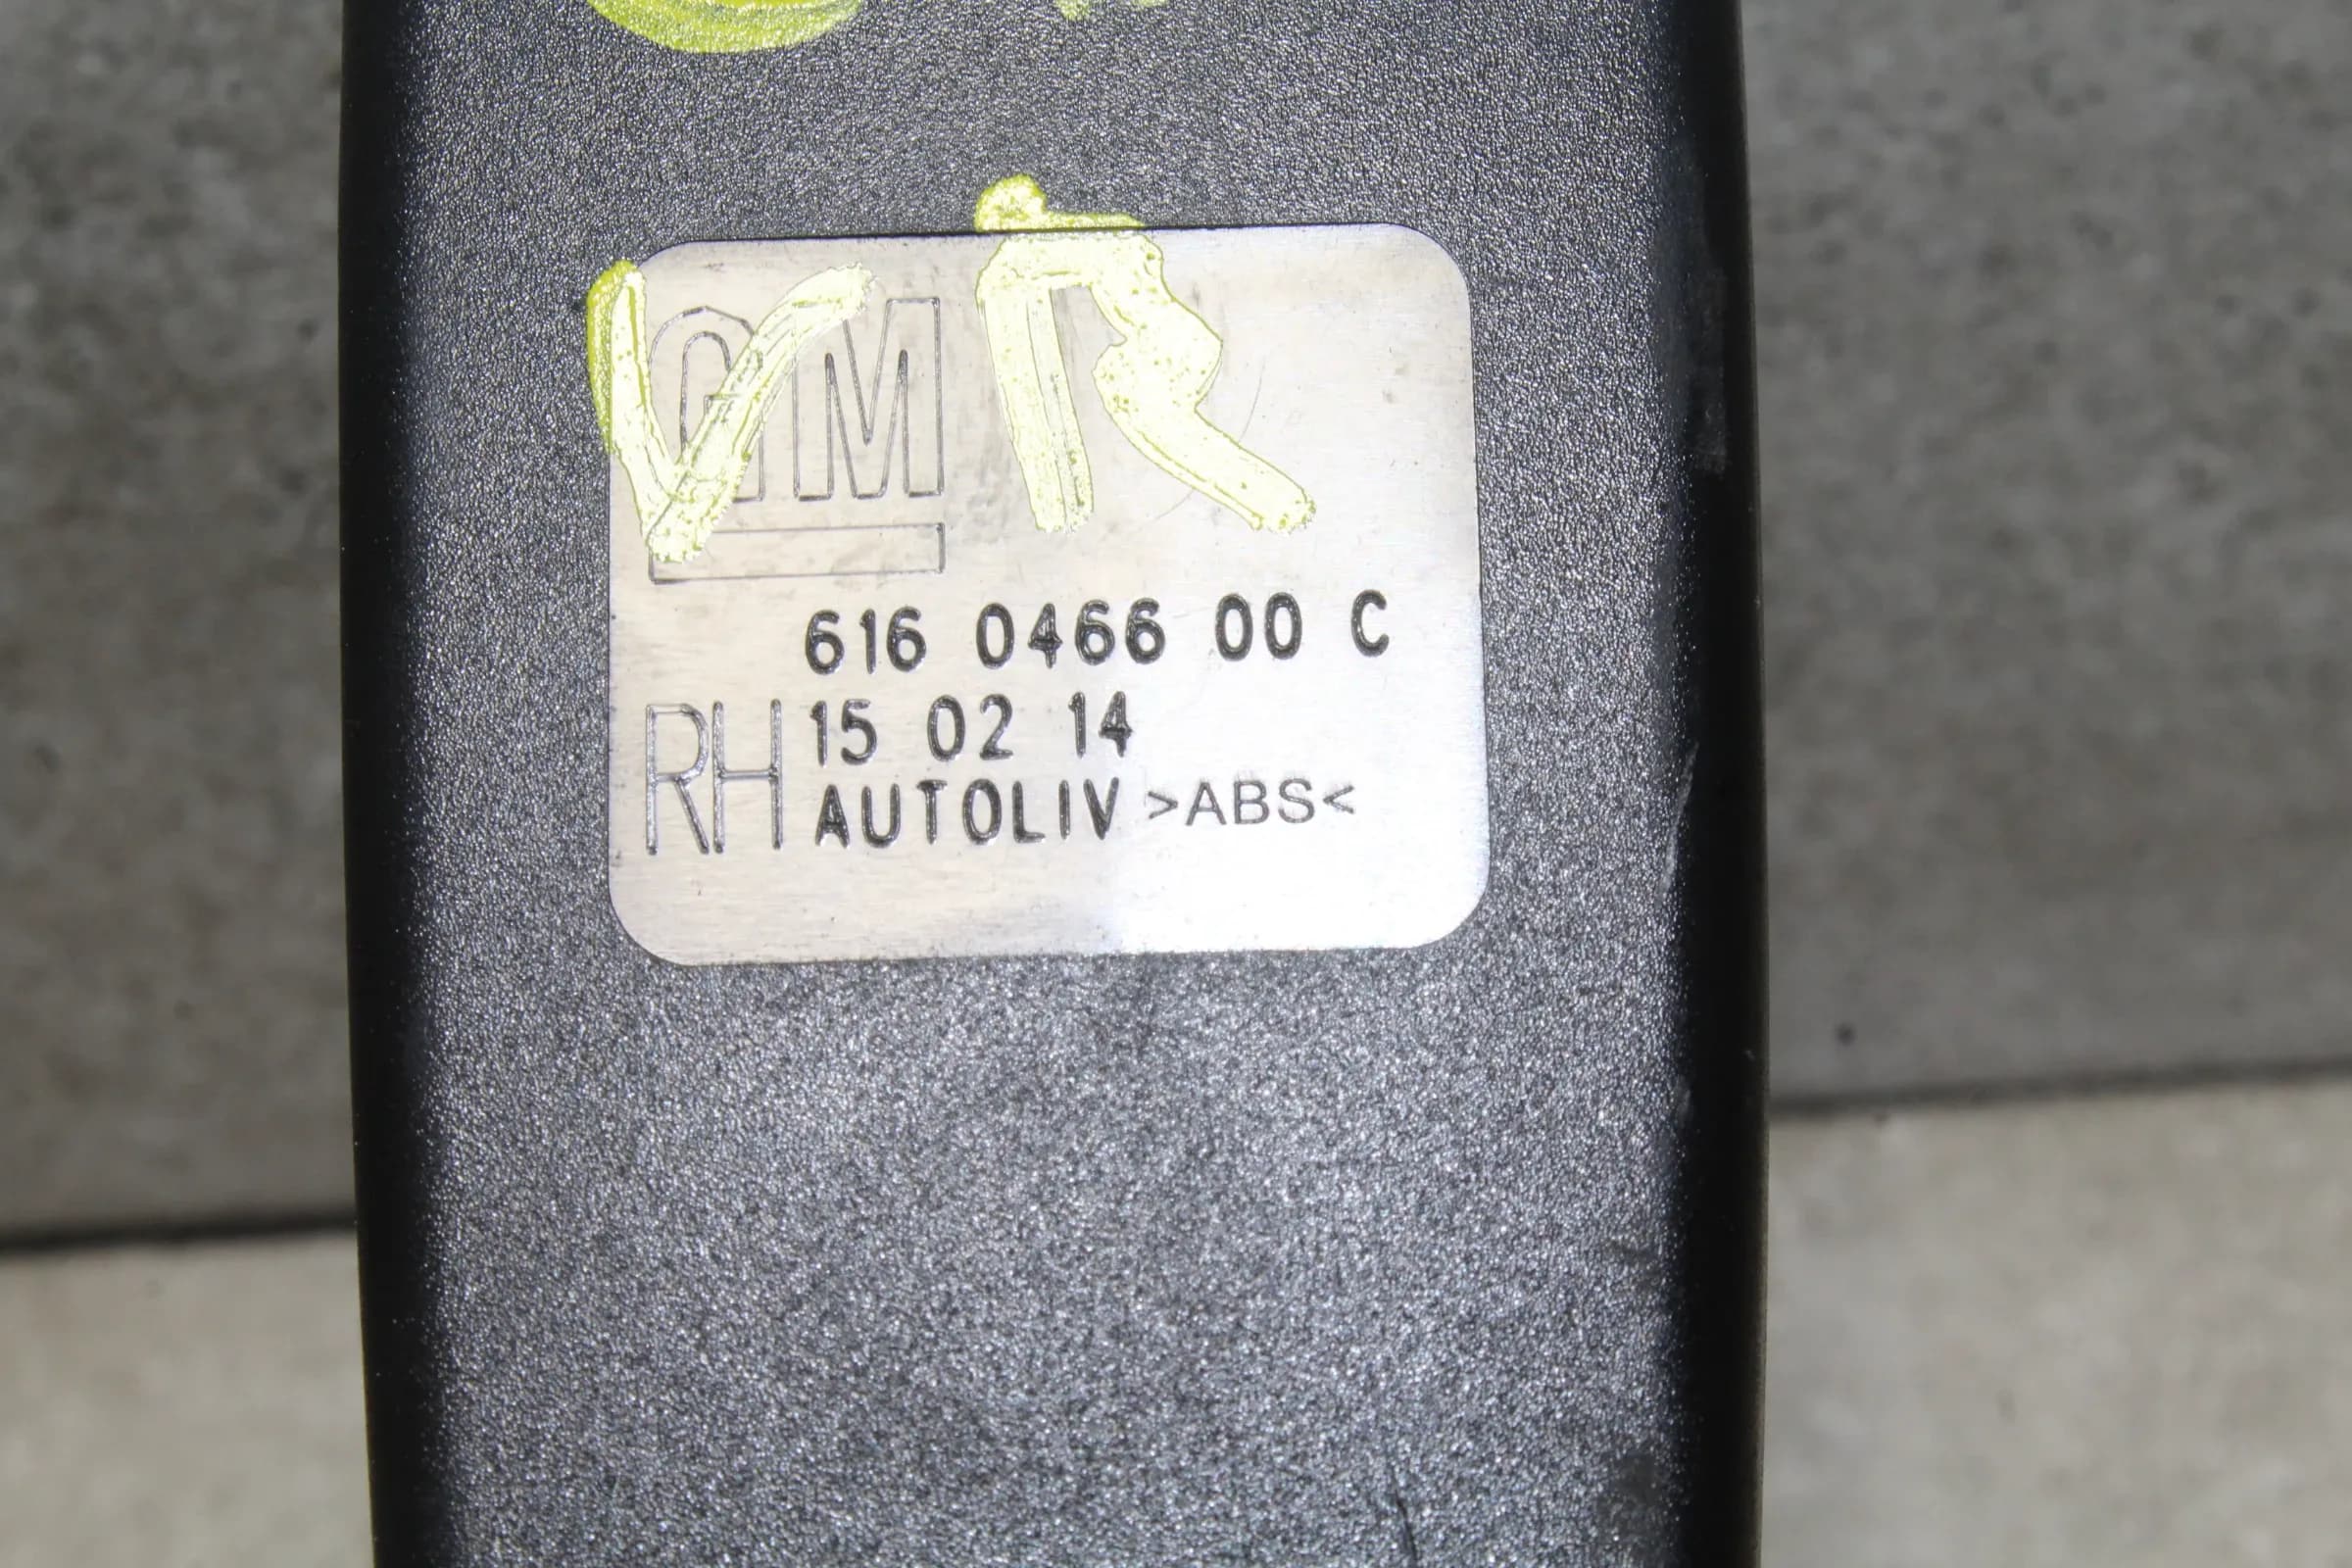 V R
GM
616 0466 00 C
RH 15 02 14
AUTOLIV >ABS<